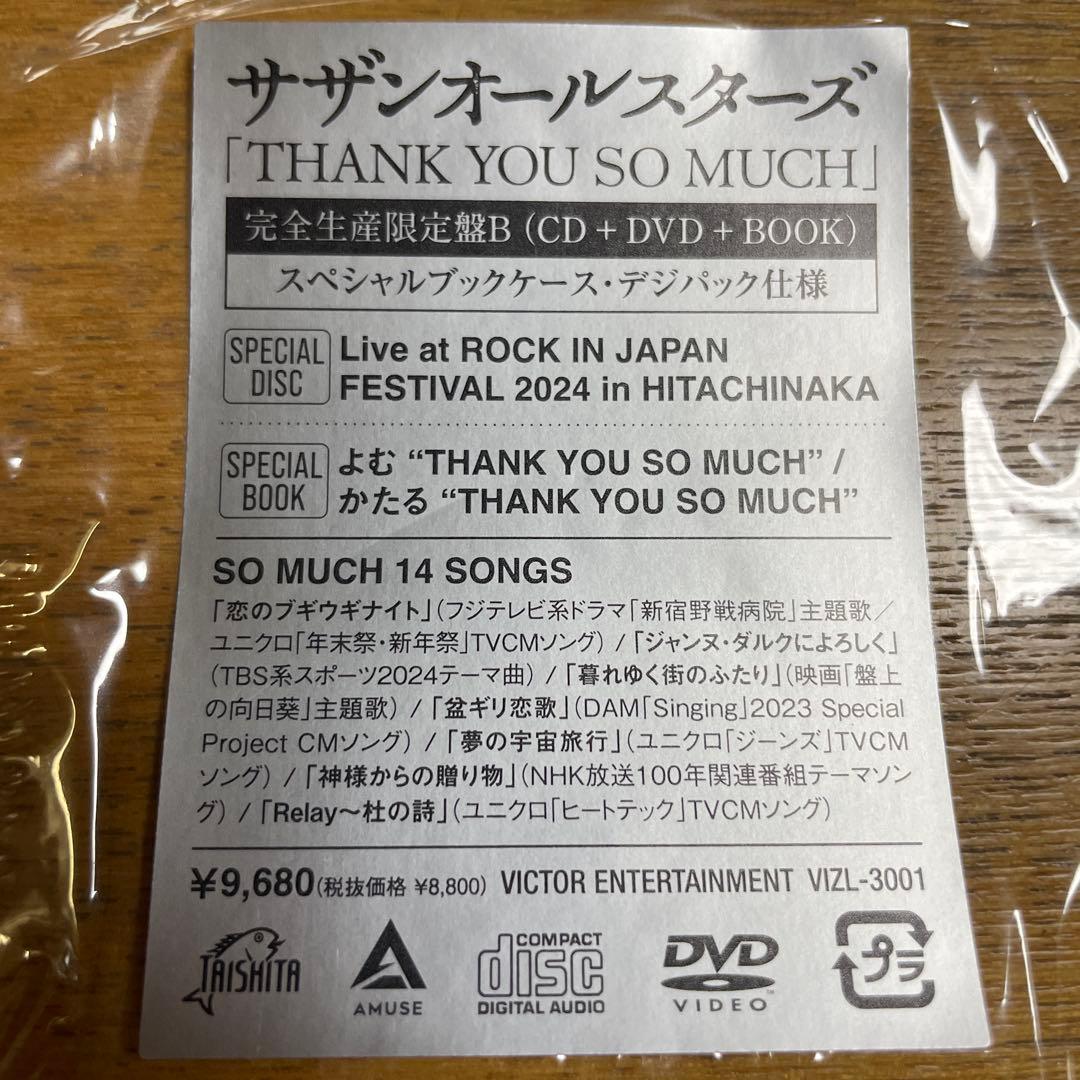 サザンオールスターズ
「THANK YOU SO MUCH」
完全生産限定盤B（CD + DVD + BOOK）
スペシャルブックケース・デジパック仕様
SPECIAL DISC
Live at ROCK IN JAPAN
FESTIVAL 2024 in HITACHINAKA
SPECIAL BOOK
よむ “THANK YOU SO MUCH” /
かたる “THANK YOU SO MUCH”
SO MUCH 14 SONGS
「恋のブギウギナイト」（フジテレビ系ドラマ「新宿野戦病院」主題歌／
ユニクロ「年末祭・新年祭」TVCMソング） / 「ジャンヌ・ダルクによろしく」
（TBS系スポーツ2024テーマ曲） / 「暮れゆく街のふたり」（映画「盤上
の向日葵」主題歌） / 「盆ギリ恋歌」（DAM「Singing」2023 Special
Project CMソング） / 「夢の宇宙旅行」（ユニクロ「ジーンズ」TVCM
ソング） / 「神様からの贈り物」（NHK放送100年関連番組テーマソン
グ） / 「Relay〜杜の詩」（ユニクロ「ヒートテック」TVCMソング）
¥9,680（税抜価格 ¥8,800） VICTOR ENTERTAINMENT VIZL-3001
TAISHITA
AMUSE
COMPACT
disc
DIGITAL AUDIO
DVD
VIDEO™
プラ